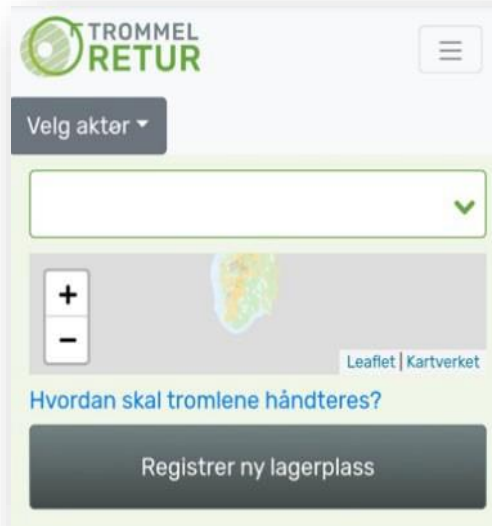 TROMMEL
RETUR
Velg aktør
+
−
Leaflet | Kartverket
Hvordan skal tromlene håndteres?
Registrer ny lagerplass